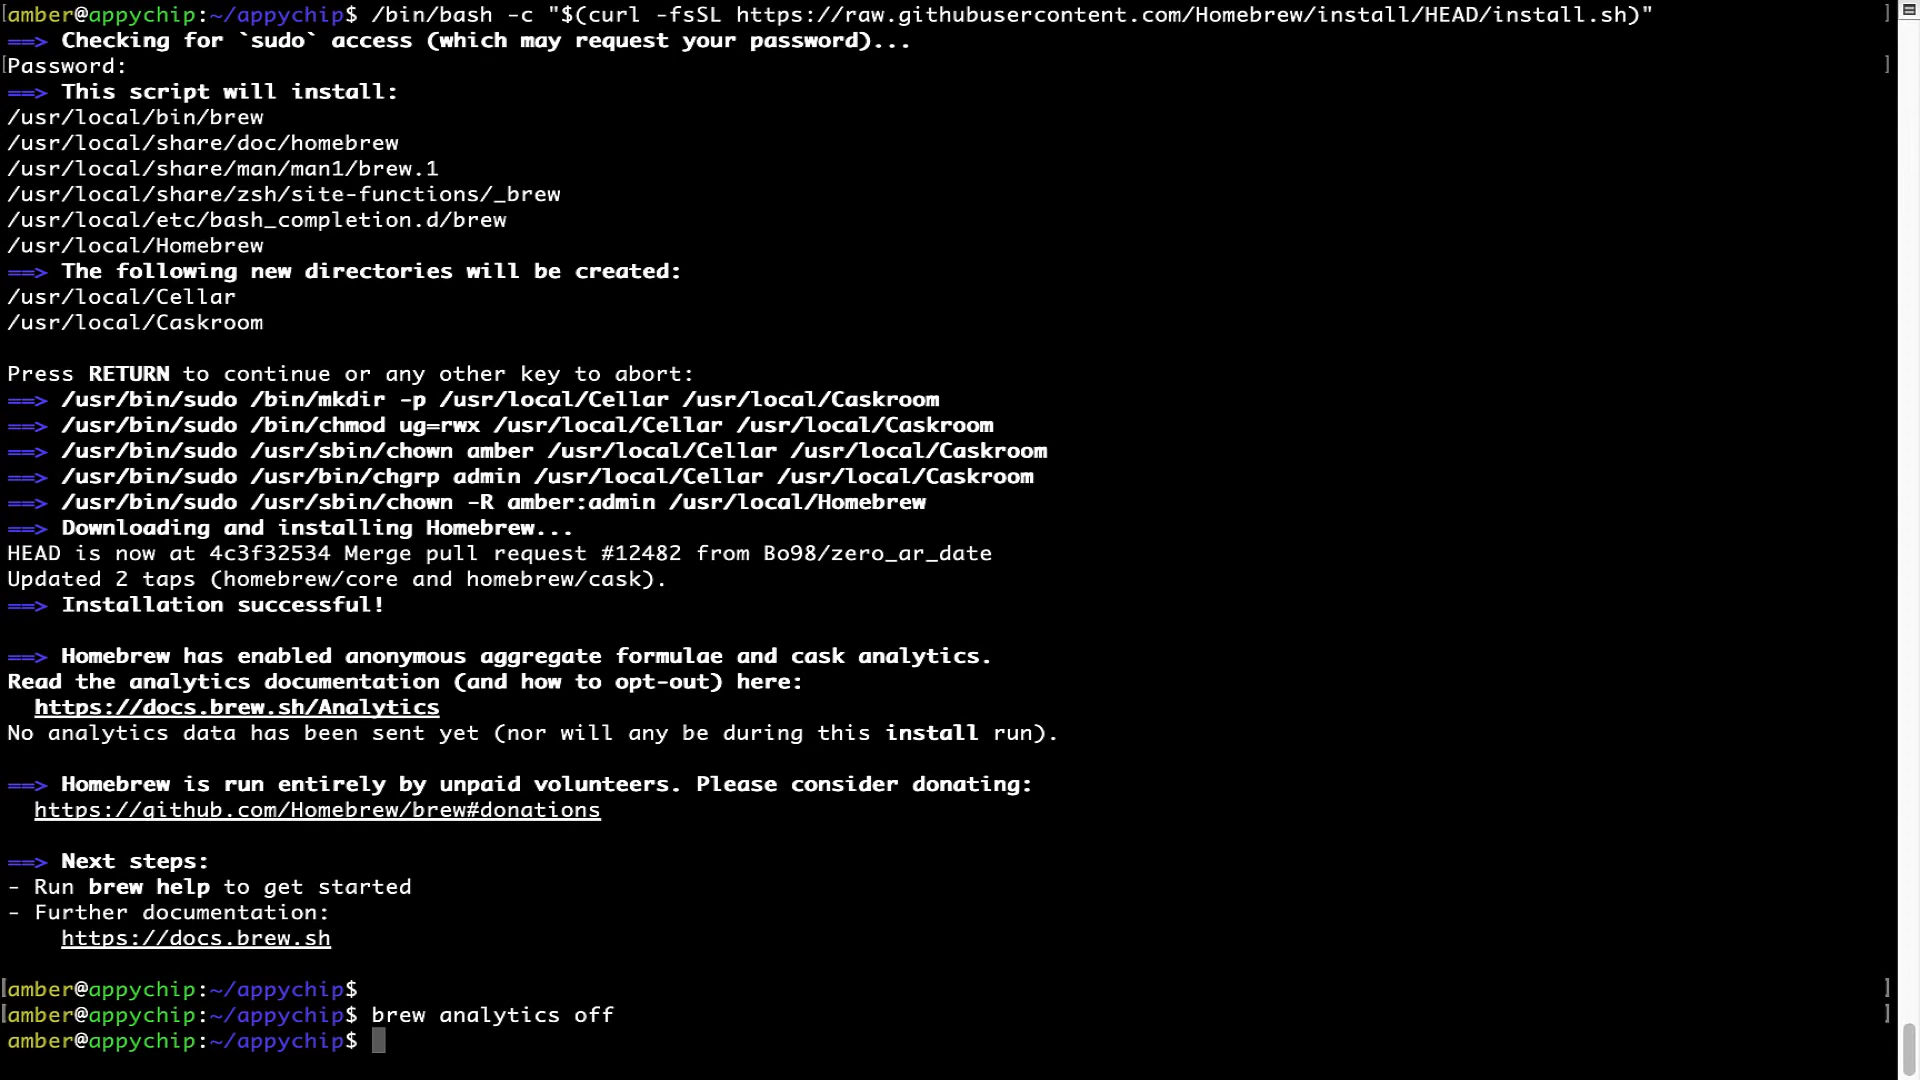 amber@appychip:~/appychip$ /bin/bash -c "$(curl -fsSL https://raw.githubusercontent.com/Homebrew/install/HEAD/install.sh)"
==> Checking for `sudo` access (which may request your password)...
Password:
==> This script will install:
/usr/local/bin/brew
/usr/local/share/doc/homebrew
/usr/local/share/man/man1/brew.1
/usr/local/share/zsh/site-functions/_brew
/usr/local/etc/bash_completion.d/brew
/usr/local/Homebrew
==> The following new directories will be created:
/usr/local/Cellar
/usr/local/Caskroom
Press RETURN to continue or any other key to abort:
==> /usr/bin/sudo /bin/mkdir -p /usr/local/Cellar /usr/local/Caskroom
==> /usr/bin/sudo /bin/chmod ug=rwx /usr/local/Cellar /usr/local/Caskroom
==> /usr/bin/sudo /usr/sbin/chown amber /usr/local/Cellar /usr/local/Caskroom
==> /usr/bin/sudo /usr/bin/chgrp admin /usr/local/Cellar /usr/local/Caskroom
==> /usr/bin/sudo /usr/sbin/chown -R amber:admin /usr/local/Homebrew
==> Downloading and installing Homebrew...
HEAD is now at 4c3f32534 Merge pull request #12482 from Bo98/zero_ar_date
Updated 2 taps (homebrew/core and homebrew/cask).
==> Installation successful!
==> Homebrew has enabled anonymous aggregate formulae and cask analytics.
Read the analytics documentation (and how to opt-out) here:
https://docs.brew.sh/Analytics
No analytics data has been sent yet (nor will any be during this install run).
==> Homebrew is run entirely by unpaid volunteers. Please consider donating:
https://github.com/Homebrew/brew#donations
==> Next steps:
- Run brew help to get started
- Further documentation:
https://docs.brew.sh
amber@appychip:~/appychip$
amber@appychip:~/appychip$ brew analytics off
amber@appychip:~/appychip$